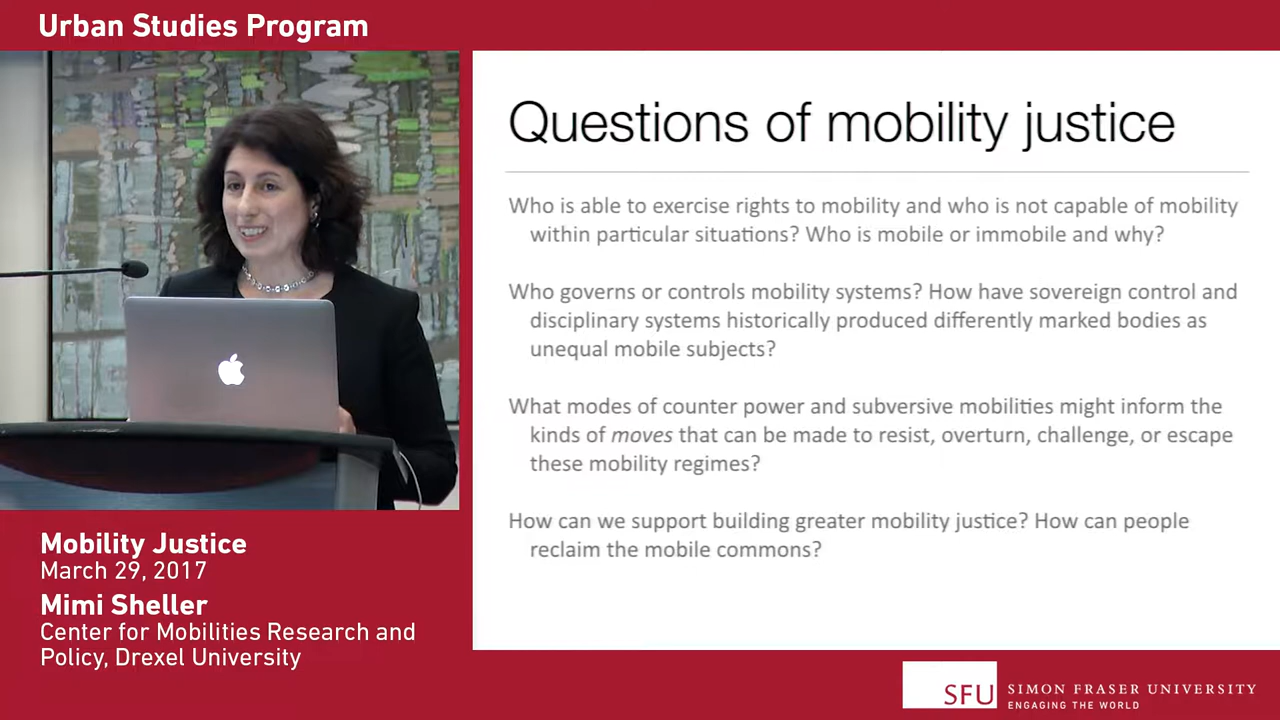 Urban Studies Program
Questions of mobility justice
Who is able to exercise rights to mobility and who is not capable of mobility
within particular situations? Who is mobile or immobile and why?
Who governs or controls mobility systems? How have sovereign control and
disciplinary systems historically produced differently marked bodies as
unequal mobile subjects?
What modes of counter power and subversive mobilities might inform the
kinds of moves that can be made to resist, overturn, challenge, or escape
these mobility regimes?
How can we support building greater mobility justice? How can people
reclaim the mobile commons?
Mobility Justice
March 29, 2017
Mimi Sheller
Center for Mobilities Research and
Policy, Drexel University
SFU
SIMON FRASER UNIVERSITY
ENGAGING THE WORLD